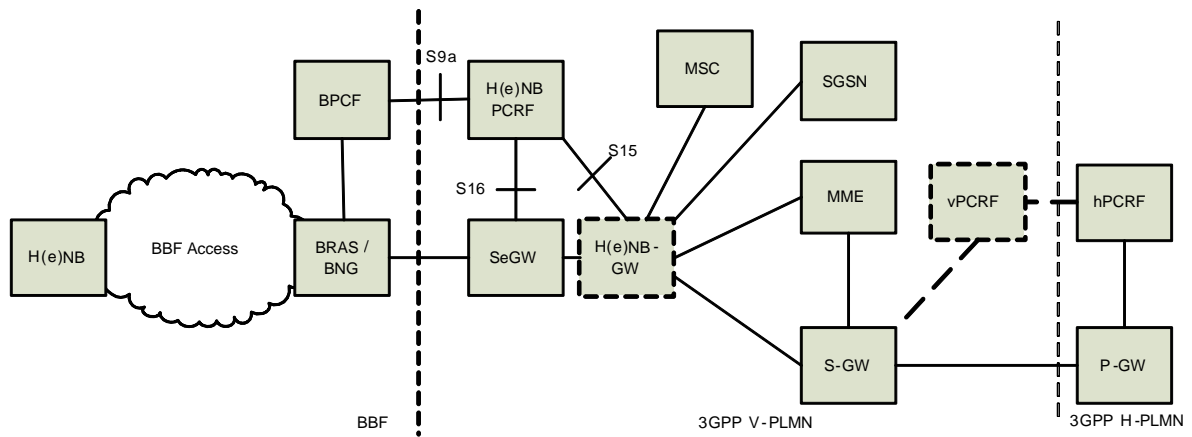 S9a
BPCF
H(e)NB
PCRF
MSC
SGSN
S15
S16
MME
vPCRF
hPCRF
H(e)NB
BBF Access
BRAS /
BNG
SeGW
H(e)NB-
GW
S-GW
P-GW
BBF
3GPP V-PLMN
3GPP H-PLMN